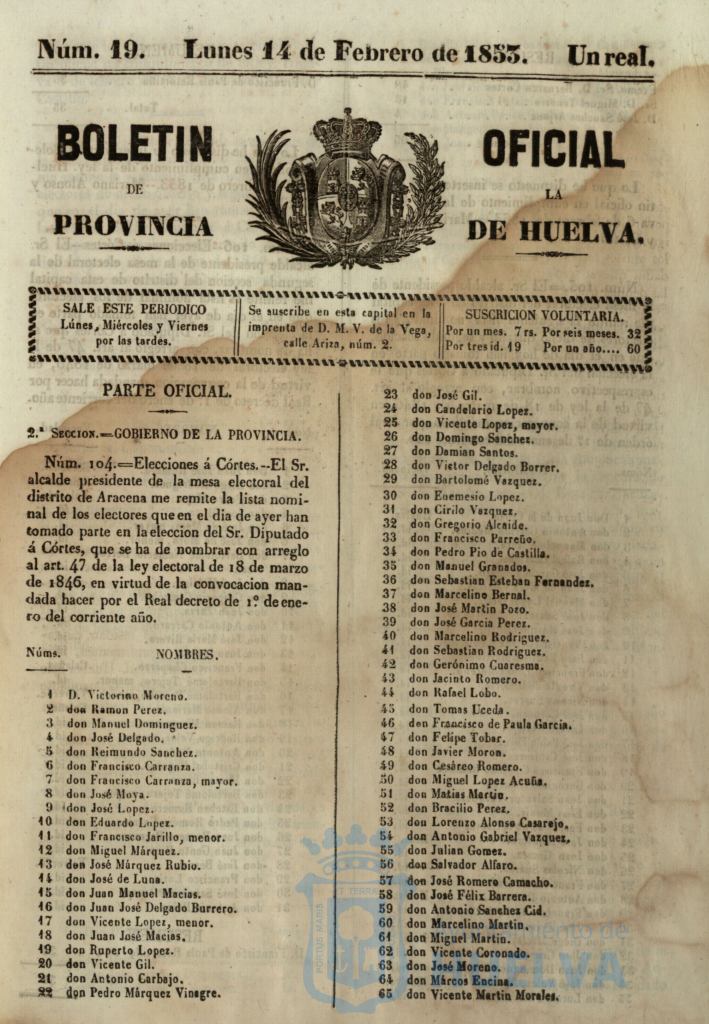 Núm. 19. Lunes 14 de Febrero de 1853. Un real.
BOLETIN OFICIAL
DE LA
PROVINCIA DE HUELVA.
SALE ESTE PERIODICO
Lúnes, Miércoles y Viernes
por las tardes.
Se suscribe en esta capital en la
imprenta de D. M. V. de la Vega,
calle Ariza, núm. 2.
SUSCRICION VOLUNTARIA.
Por un mes. 7 rs. Por seis meses. 32
Por tres id. 19 Por un año.... 60
PARTE OFICIAL.
2.ª SECCION.=GOBIERNO DE LA PROVINCIA.
Núm. 104.=Elecciones á Córtes.--El Sr.
alcalde presidente de la mesa electoral del
distrito de Aracena me remite la lista nomi-
nal de los electores que en el dia de ayer han
tomado parte en la eleccion del Sr. Diputado
á Córtes, que se ha de nombrar con arreglo
al art. 47 de la ley electoral de 18 de marzo
de 1846, en virtud de la convocacion man-
dada hacer por el Real decreto de 1.º de ene-
ro del corriente año.
Núms. NOMBRES.
1 D. Victorino Moreno.
2 don Ramon Perez.
3 don Manuel Dominguez.
4 don José Delgado.
5 don Reimundo Sanchez.
6 don Francisco Carranza.
7 don Francisco Carranza, mayor.
8 don José Moya.
9 don José Lopez.
10 don Eduardo Lopez.
11 don Francisco Jarillo, menor.
12 don Miguel Márquez.
13 don José Márquez Rubio.
14 don José de Luna.
15 don Juan Manuel Macias.
16 don Juan José Delgado Burrero.
17 don Vicente Lopez, menor.
18 don Juan José Macias.
19 don Ruperto Lopez.
20 don Vicente Gil.
21 don Antonio Carbajo.
22 don Pedro Márquez Vinagre.
23 don José Gil.
24 don Candelario Lopez.
25 don Vicente Lopez, mayor.
26 don Domingo Sanchez.
27 don Damian Santos.
28 don Victor Delgado Borrer.
29 don Bartolomé Vazquez.
30 don Enemesio Lopez.
31 don Cirilo Vazquez.
32 don Gregorio Alcaide.
33 don Francisco Parreño.
34 don Pedro Pio de Castilla.
35 don Manuel Granados.
36 don Sebastian Esteban Fernandez.
37 don Marcelino Bernal.
38 don José Martin Pozo.
39 don José Garcia Perez.
40 don Marcelino Rodriguez.
41 don Sebastian Rodriguez.
42 don Gerónimo Cuaresma.
43 don Jacinto Romero.
44 don Rafael Lobo.
45 don Tomas Uceda.
46 don Francisco de Paula Garcia.
47 don Felipe Tobar.
48 don Javier Moron.
49 don Cesáreo Romero.
50 don Miguel Lopez Acuña.
51 don Matias Martin.
52 don Bracilio Perez.
53 don Lorenzo Alonso Casarejo.
54 don Antonio Gabriel Vazquez.
55 don Julian Gomez.
56 don Salvador Alfaro.
57 don José Romero Camacho.
58 don José Félix Barrera.
59 don Antonio Sanchez Cid.
60 don Marcelino Martin.
61 don Miguel Martin.
62 don Vicente Coronado.
63 don José Moreno.
64 don Márcos Encina.
65 don Vicente Martin Morales.
PORTUS MARIS
ET TERRAE